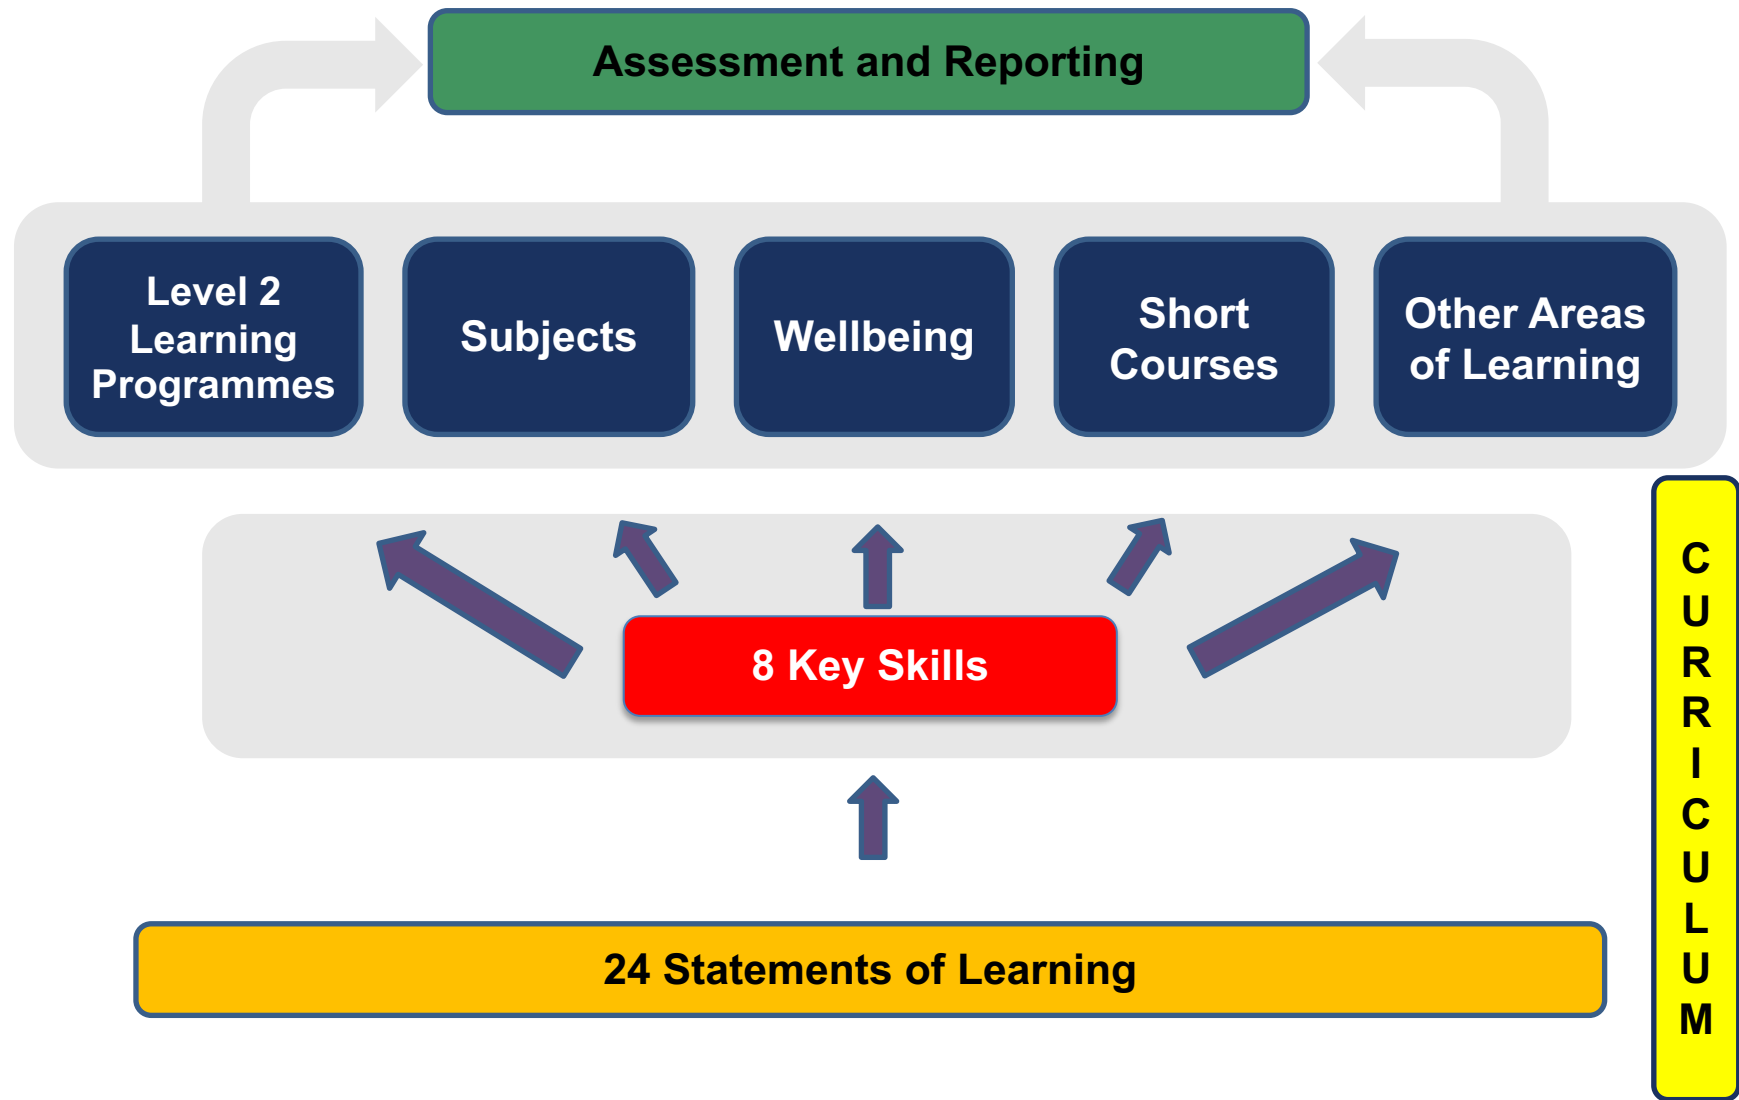 Assessment and Reporting
Level 2
Learning
Programmes
Subjects
Wellbeing
Short
Courses
Other Areas
of Learning
8 Key Skills
24 Statements of Learning
C
U
R
R
I
C
U
L
U
M